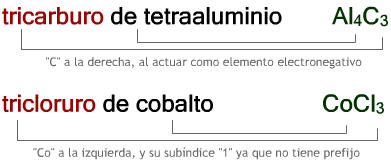 tricarburo de tetraaluminio Al₄C₃
"C" a la derecha, al actuar como elemento electronegativo
tricloruro de cobalto CoCl₃
"Co" a la izquierda, y su subíndice "1" ya que no tiene prefijo